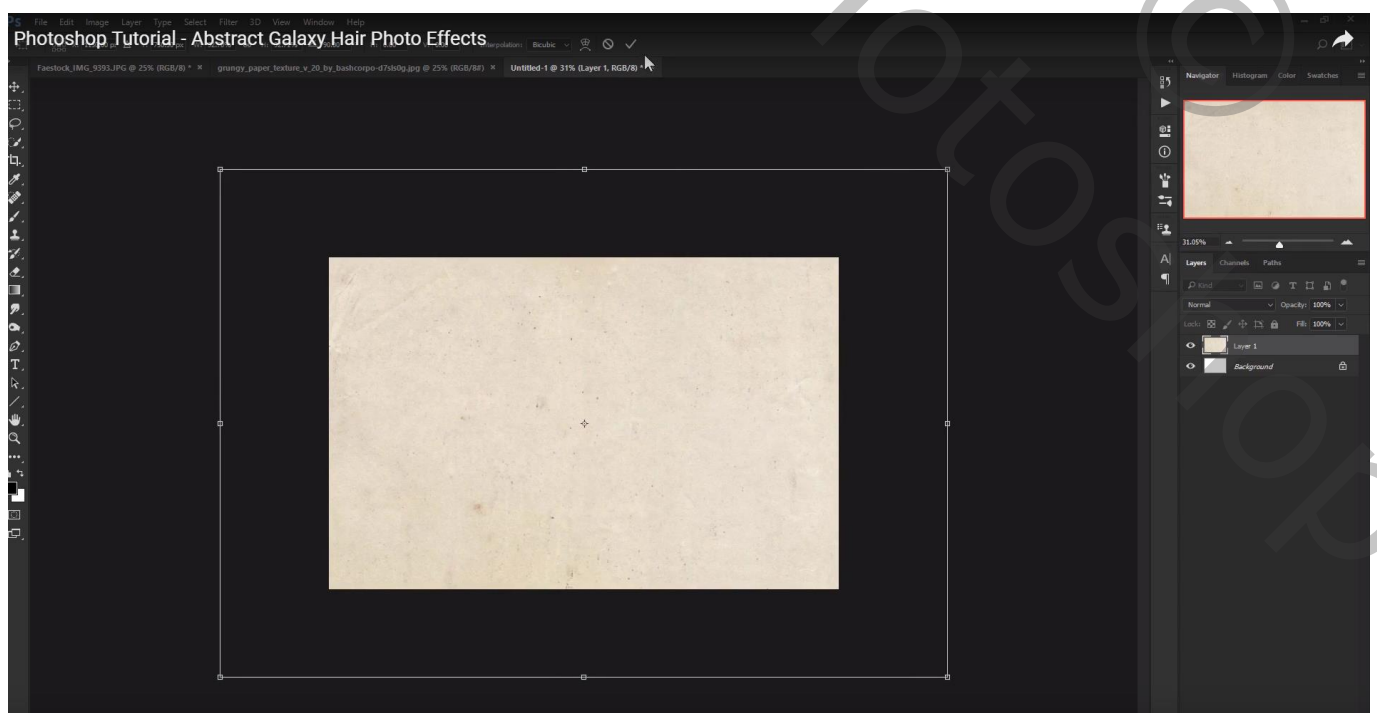 Ps File Edit Image Layer Type Select Filter 3D View Window Help
Photoshop Tutorial - Abstract Galaxy Hair Photo Effects
Interpolation: Bicubic
Faestock_IMG_9393.JPG @ 25% (RGB/8) * × grungy_paper_texture_v_20_by_bashcorpo-d7sls0g.jpg @ 25% (RGB/8#) × Untitled-1 @ 31% (Layer 1, RGB/8) *
Navigator Histogram Color Swatches
31.05%
Layers Channels Paths
Kind
Normal Opacity: 100%
Lock: Fill: 100%
Layer 1
Background